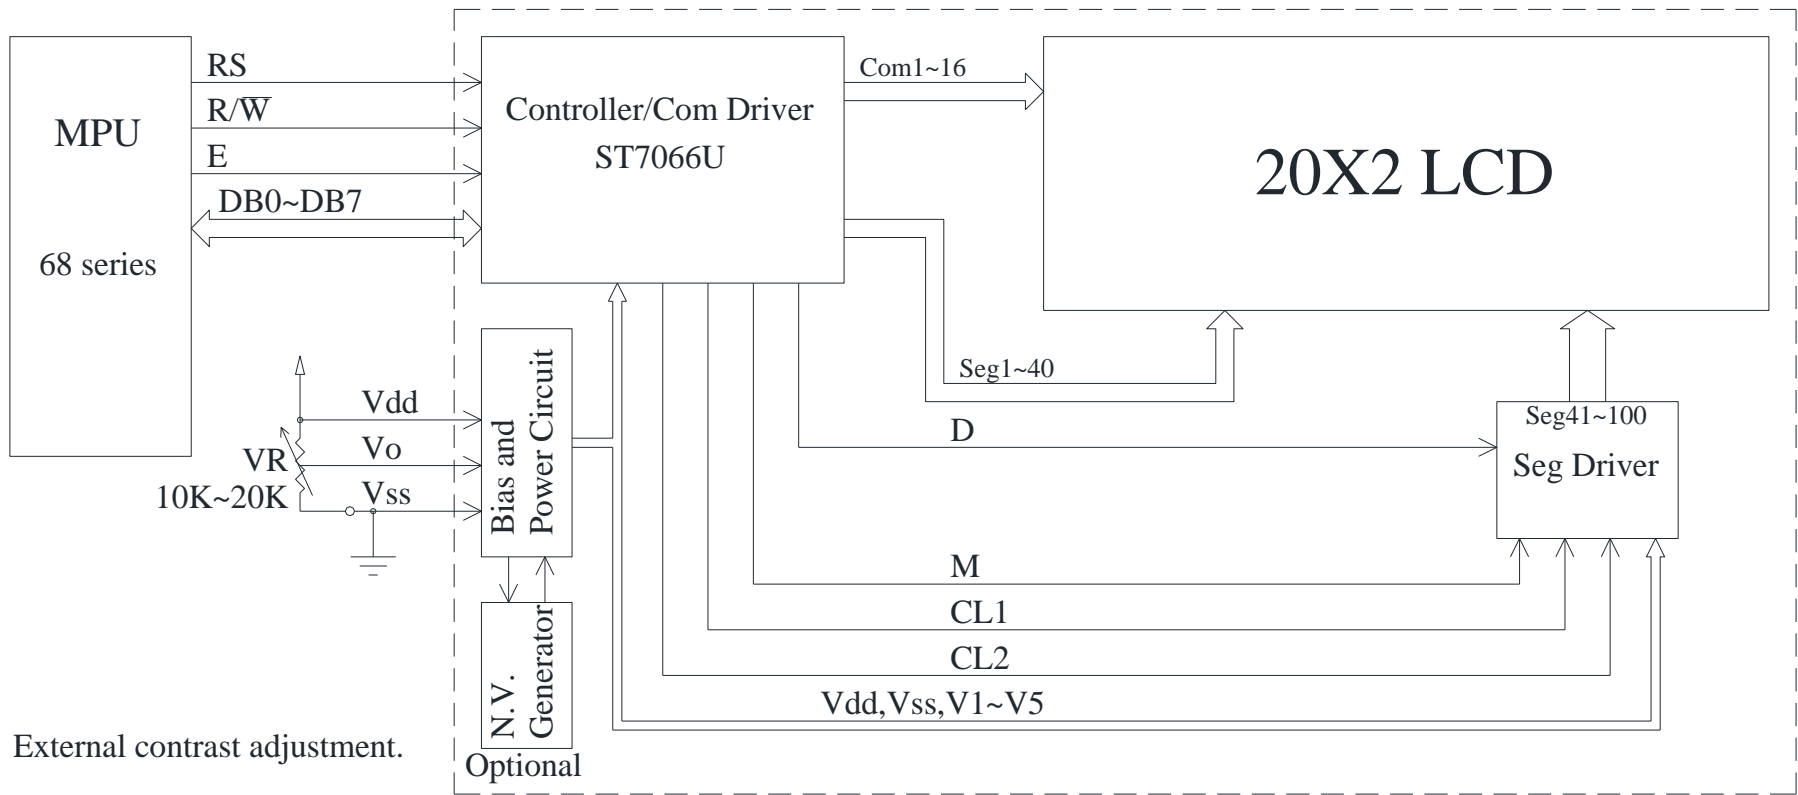 MPU
68 series
RS
R/W̅
E
DB0~DB7
Controller/Com Driver
ST7066U
Com1~16
20X2 LCD
Seg1~40
D
Seg41~100
Seg Driver
Vdd
Vo
Vss
VR
10K~20K
Bias and
Power Circuit
M
CL1
CL2
Vdd,Vss,V1~V5
N.V.
Generator
Optional
External contrast adjustment.